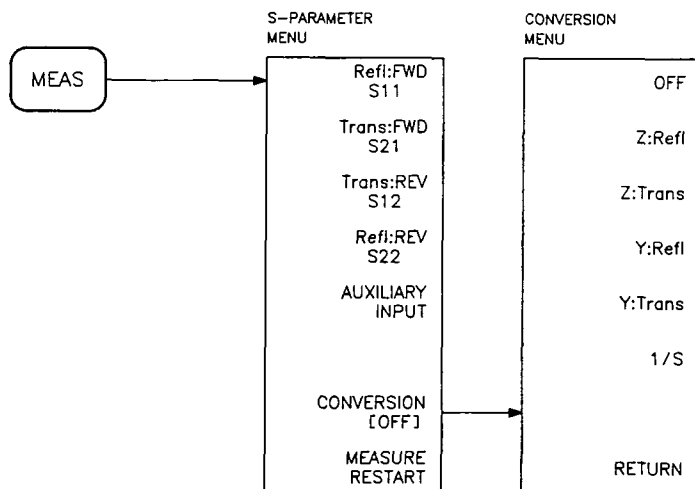 S-PARAMETER
MENU
CONVERSION
MENU
MEAS
Refl:FWD
S11
Trans:FWD
S21
Trans:REV
S12
Refl:REV
S22
AUXILIARY
INPUT
CONVERSION
[OFF]
MEASURE
RESTART
OFF
Z:Refl
Z:Trans
Y:Refl
Y:Trans
1/S
RETURN